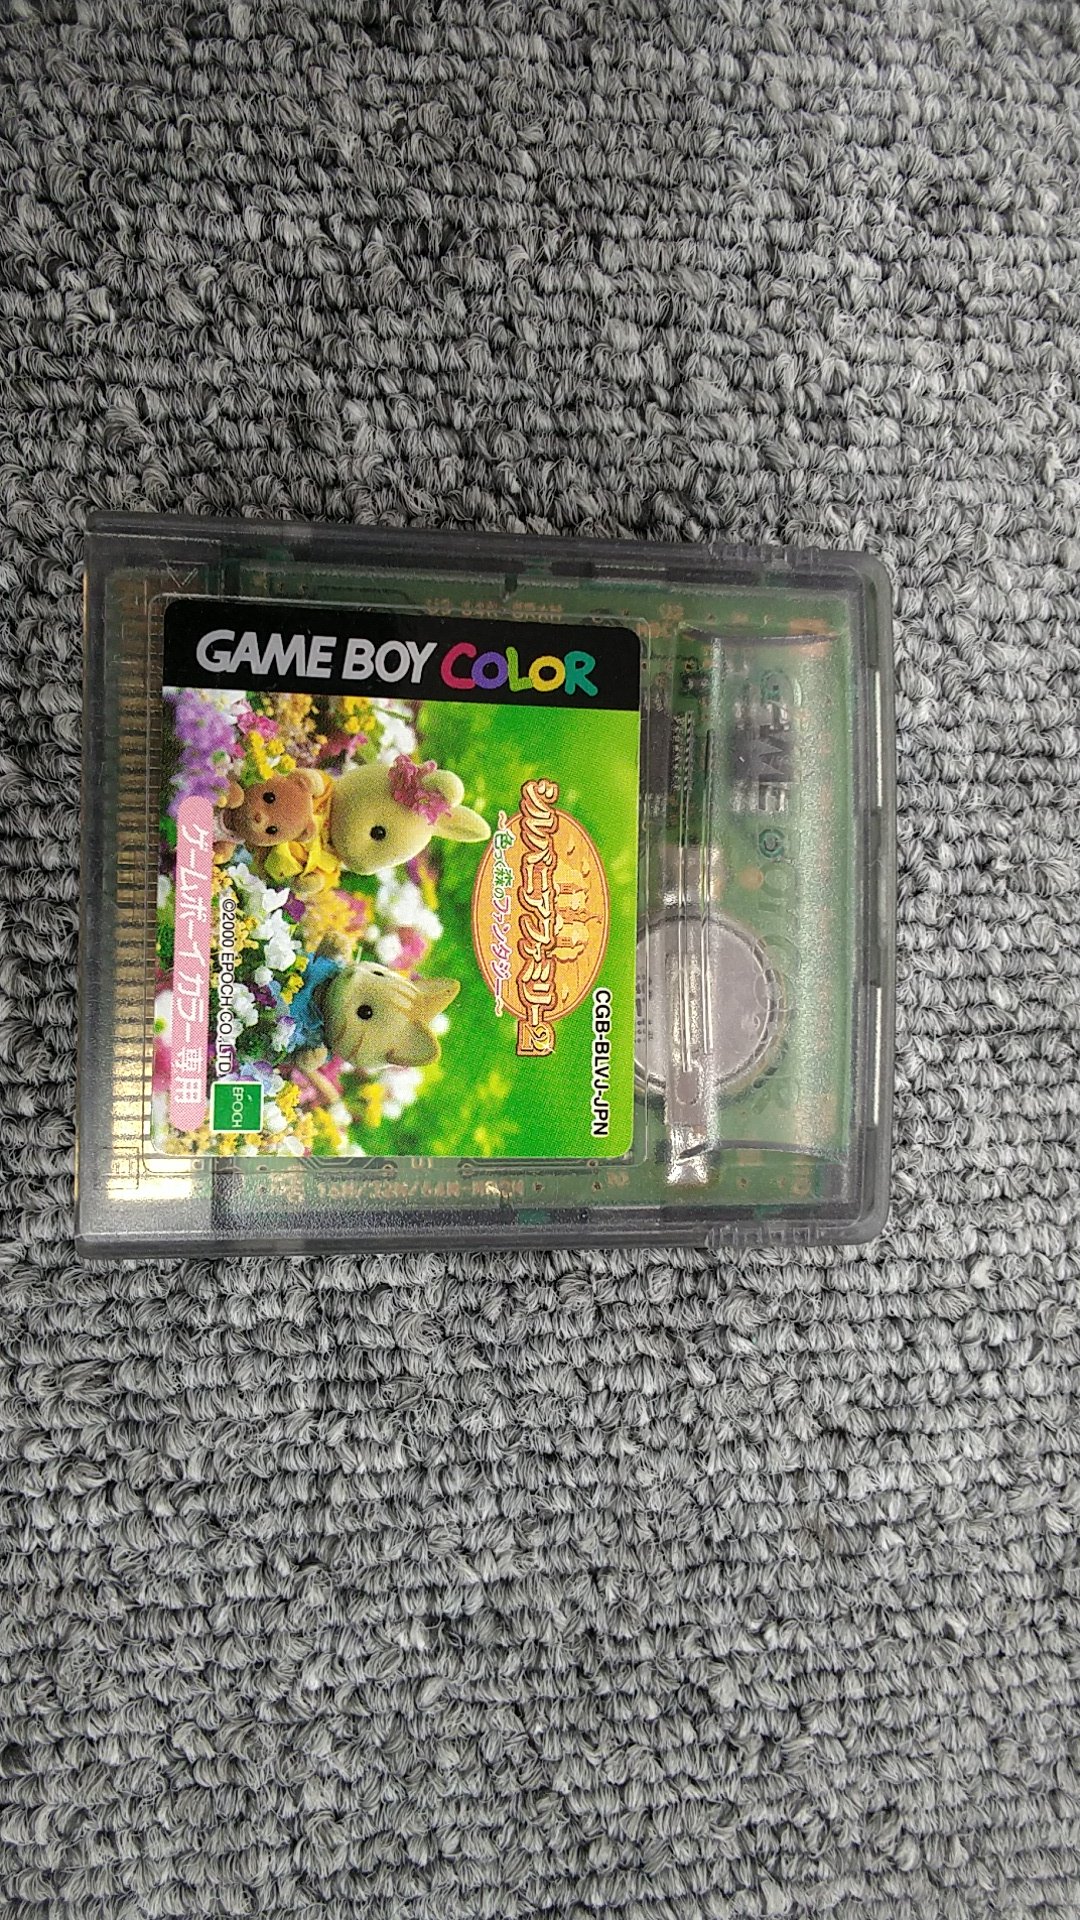 GAME BOY COLOR
CGB-BLVJ-JPN
シルバニアファミリー2
～色づく森のファンタジー～
©2000 EPOCH CO.,LTD.
EPOCH
ゲームボーイカラー専用